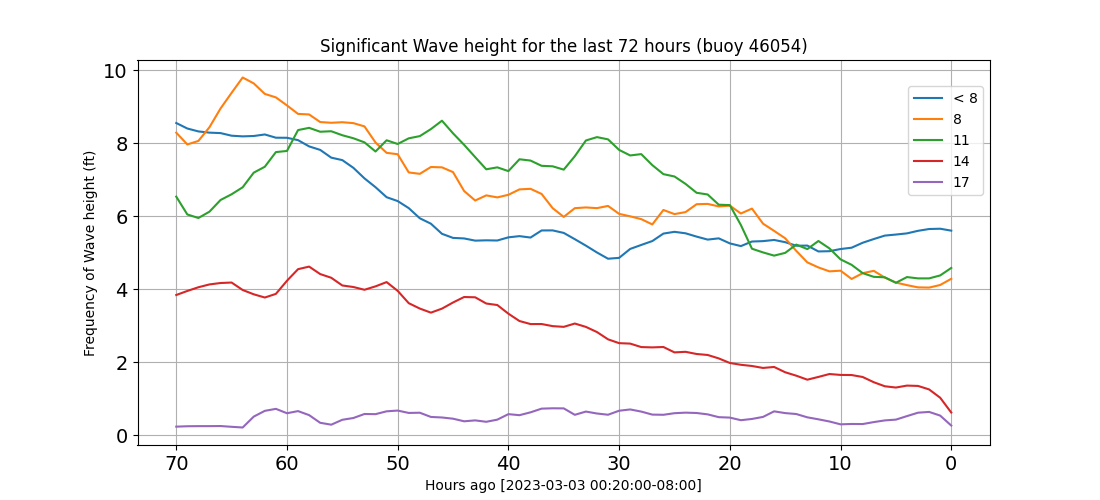 Significant Wave height for the last 72 hours (buoy 46054)
Frequency of Wave height (ft)
10
8
6
4
2
0
< 8
8
11
14
17
70 60 50 40 30 20 10 0
Hours ago [2023-03-03 00:20:00-08:00]